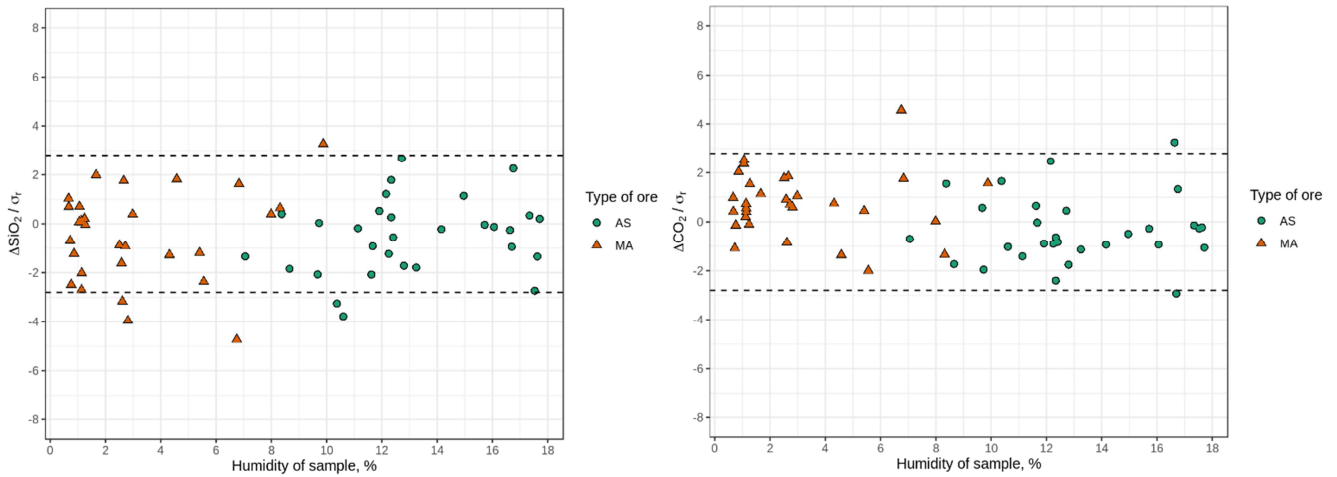 8
6
4
2
0
-2
-4
-6
-8
ΔSIO₂ / σᵣ
0 2 4 6 8 10 12 14 16 18
Humidity of sample, %
Type of ore
AS
MA
8
6
4
2
0
-2
-4
-6
-8
ΔCO₂ / σᵣ
0 2 4 6 8 10 12 14 16 18
Humidity of sample, %
Type of ore
AS
MA